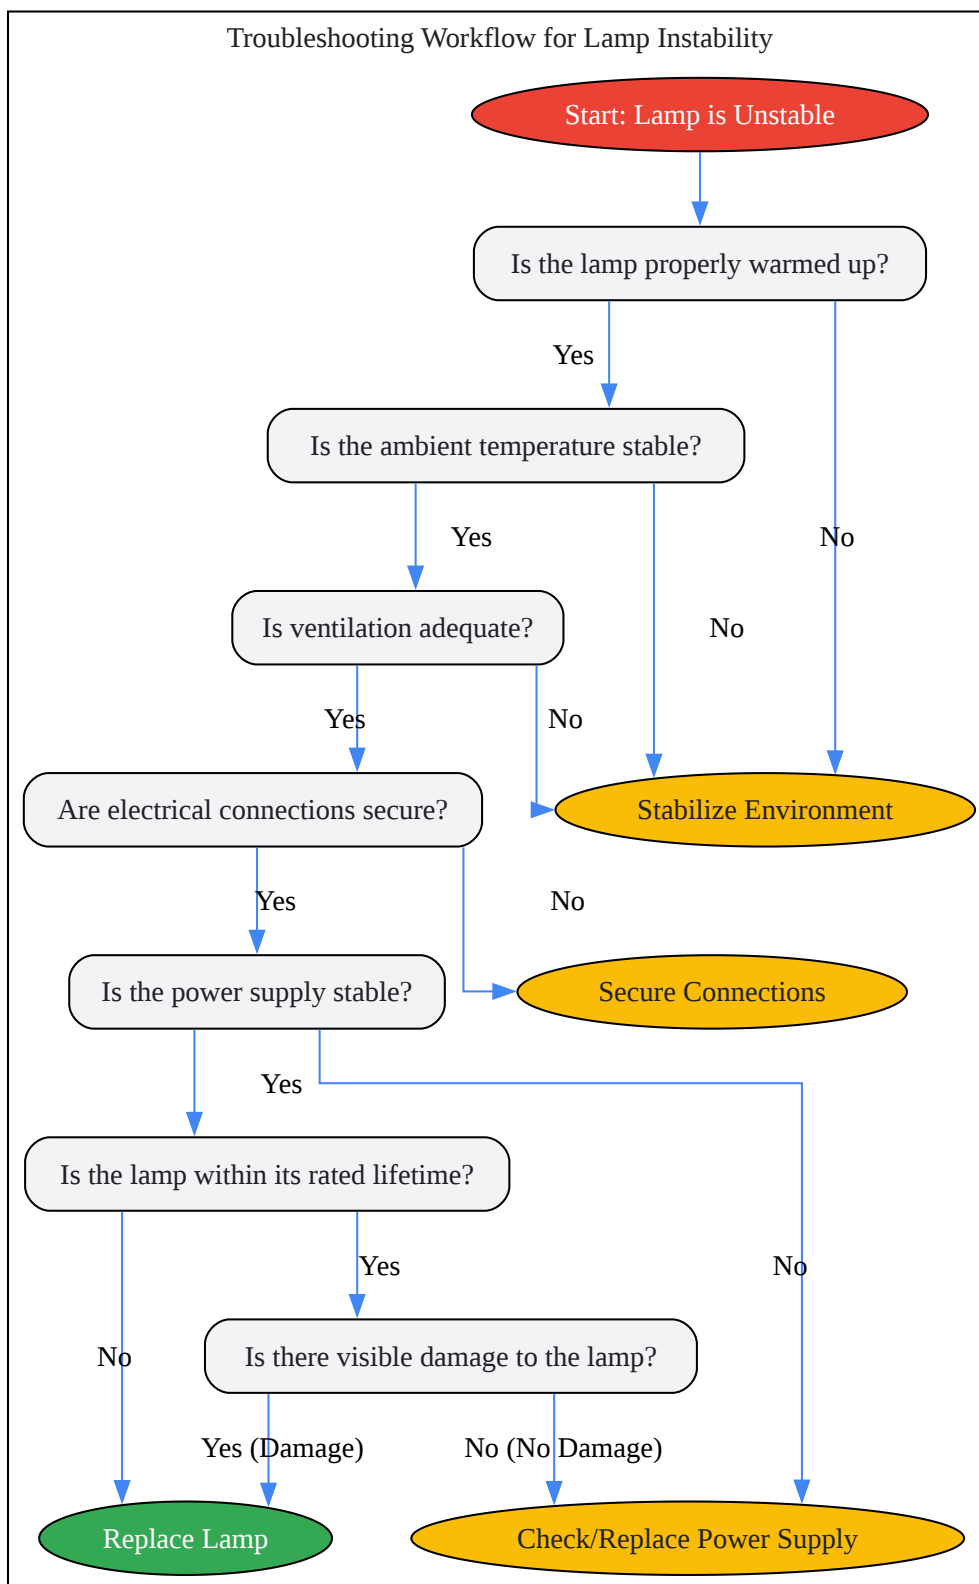 Troubleshooting Workflow for Lamp Instability
Start: Lamp is Unstable
Is the lamp properly warmed up?
Yes
Is the ambient temperature stable?
Yes
No
Is ventilation adequate?
No
Yes
No
Are electrical connections secure?
Stabilize Environment
Yes
No
Is the power supply stable?
Secure Connections
Yes
Is the lamp within its rated lifetime?
Yes
No
No
Is there visible damage to the lamp?
Yes (Damage)
No (No Damage)
Replace Lamp
Check/Replace Power Supply